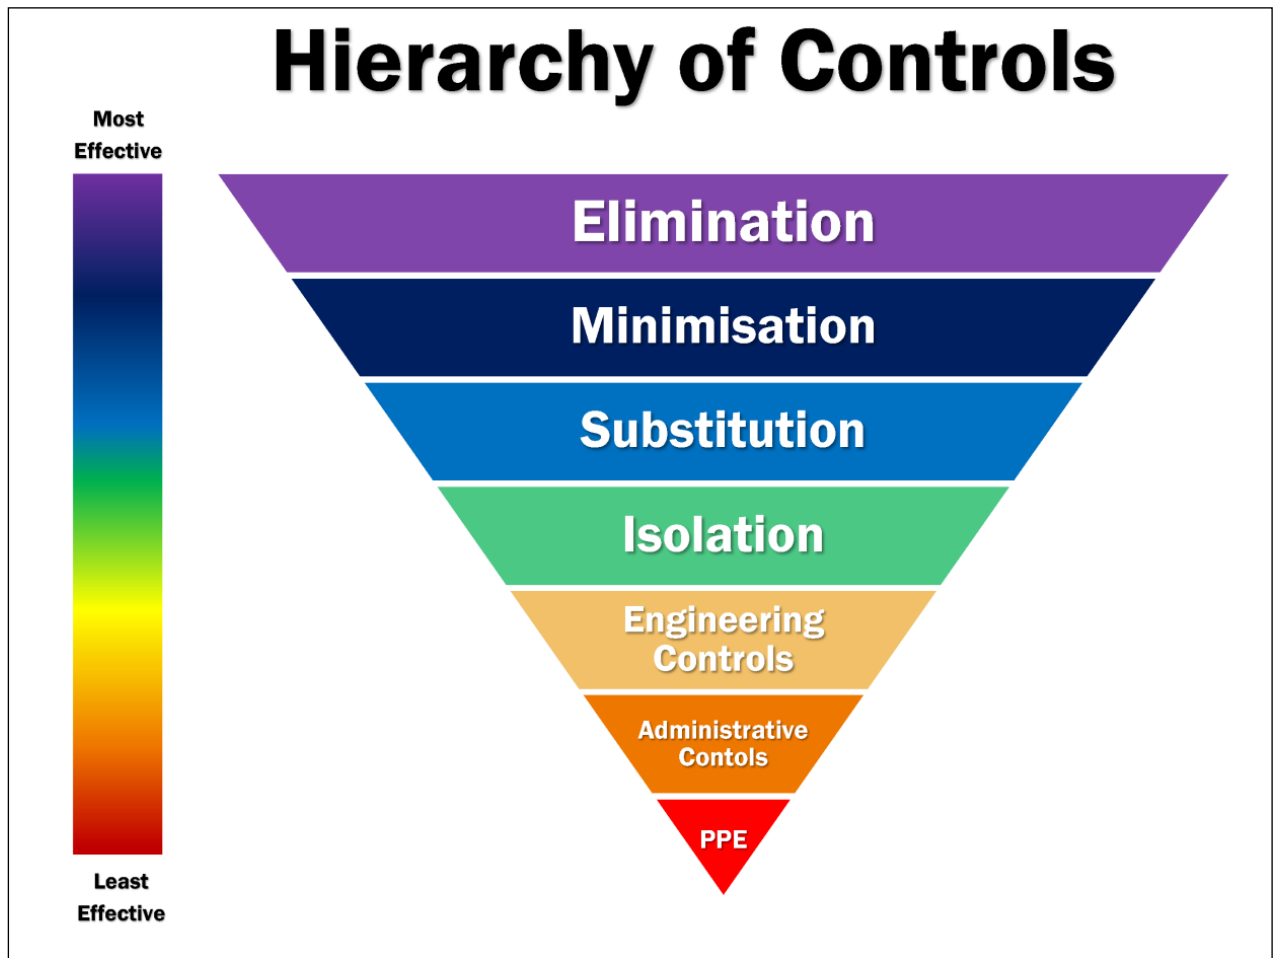 Hierarchy of Controls
Most
Effective
Elimination
Minimisation
Substitution
Isolation
Engineering
Controls
Administrative
Contols
PPE
Least
Effective